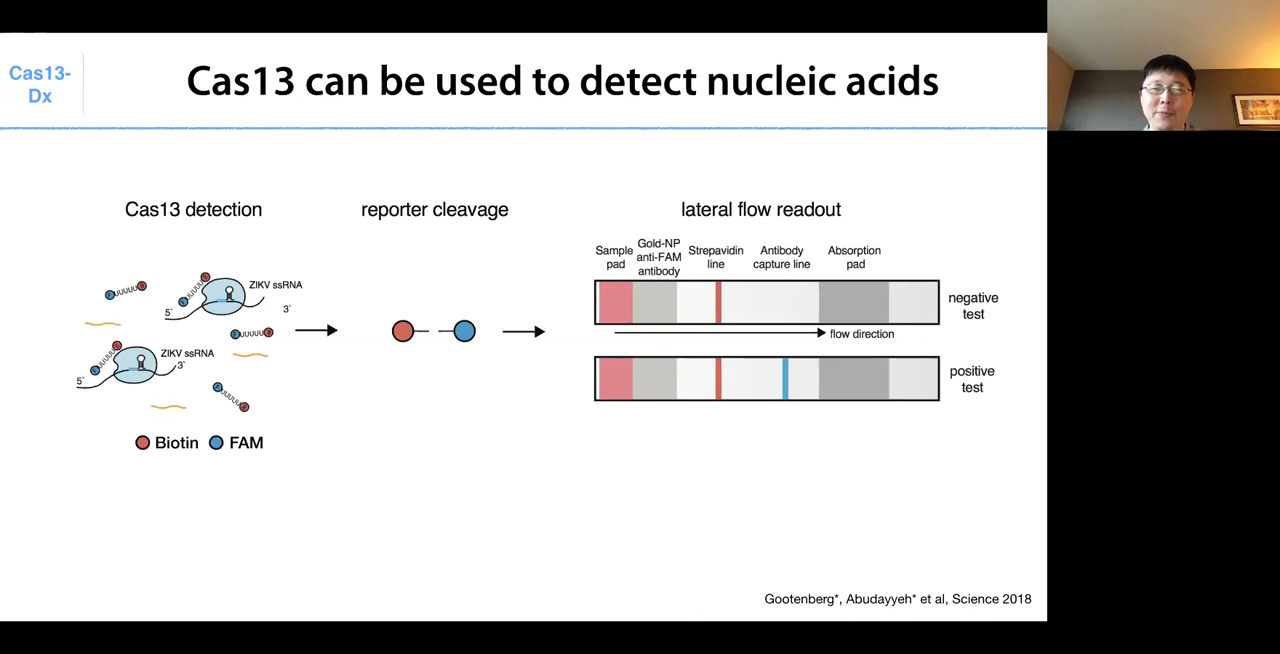 Cas13-
Dx
Cas13 can be used to detect nucleic acids
Cas13 detection
reporter cleavage
lateral flow readout
Sample
pad
Gold-NP
anti-FAM
antibody
Strepavidin
line
Antibody
capture line
Absorption
pad
ZIKV ssRNA
5`
3`
UUUUU
negative
test
flow direction
ZIKV ssRNA
5`
3`
positive
test
Biotin
FAM
Gootenberg*, Abudayyeh* et al, Science 2018